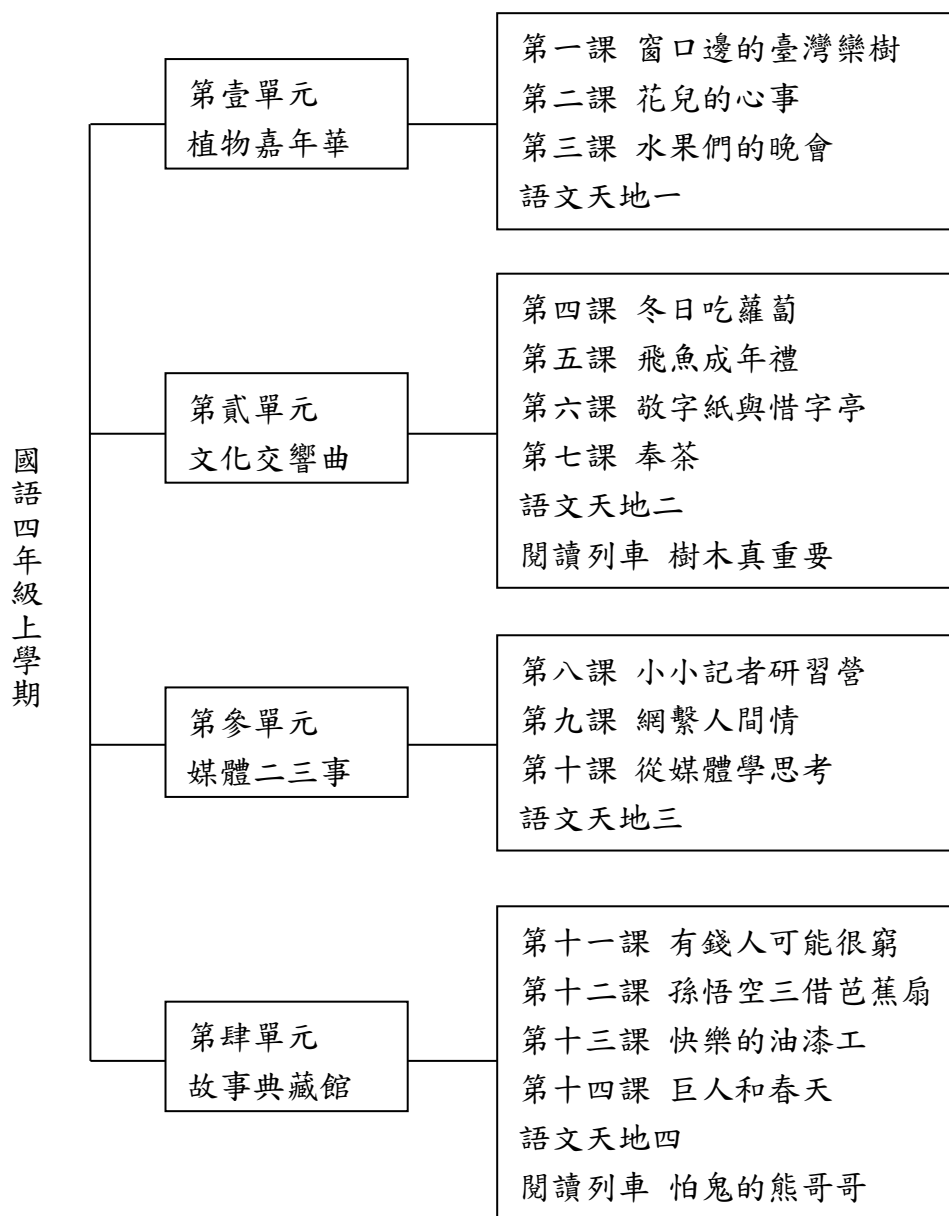 國語四年級上學期
第壹單元
植物嘉年華
第一課 窗口邊的臺灣欒樹
第二課 花兒的心事
第三課 水果們的晚會
語文天地一
第貳單元
文化交響曲
第四課 冬日吃蘿蔔
第五課 飛魚成年禮
第六課 敬字紙與惜字亭
第七課 奉茶
語文天地二
閱讀列車 樹木真重要
第參單元
媒體二三事
第八課 小小記者研習營
第九課 網繫人間情
第十課 從媒體學思考
語文天地三
第肆單元
故事典藏館
第十一課 有錢人可能很窮
第十二課 孫悟空三借芭蕉扇
第十三課 快樂的油漆工
第十四課 巨人和春天
語文天地四
閱讀列車 怕鬼的熊哥哥